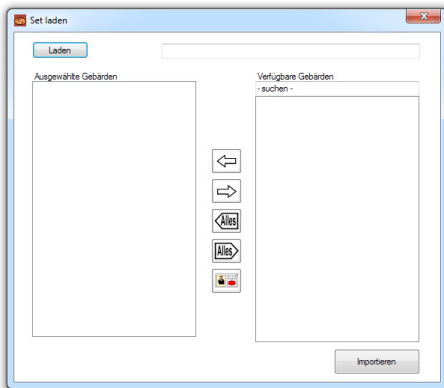 Set laden
Laden
Ausgewählte Gebärden
Verfügbare Gebärden
- suchen -
Alles
Alles
Importieren